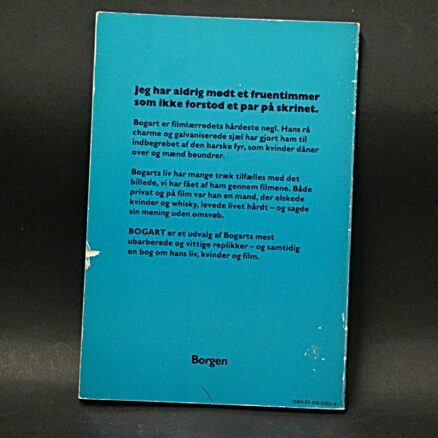 Jeg har aldrig mødt et fruentimmer
som ikke forstod et par på skrinet.
Bogart er filmlærredets hårdeste negl. Hans rå
charme og galvaniserede sjæl har gjort ham til
indbegrebet af den barske fyr, som kvinder dåner
over og mænd beundrer.
Bogarts liv har mange træk tilfælles med det
billede, vi har fået af ham gennem filmene. Både
privat og på film var han en mand, der elskede
kvinder og whisky, levede livet hårdt – og sagde
sin mening uden omsvøb.
BOGART er et udvalg af Bogarts mest
ubarberede og vittige replikker – og samtidig
en bog om hans liv, kvinder og film.
Borgen
ISBN